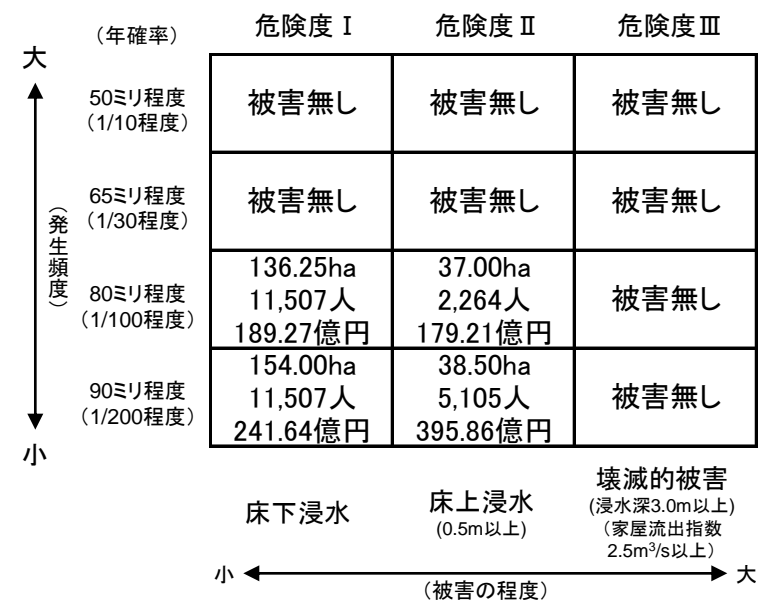 （年確率）
危険度Ⅰ
危険度Ⅱ
危険度Ⅲ
大
50ミリ程度
（1/10程度）
被害無し
被害無し
被害無し
65ミリ程度
（1/30程度）
被害無し
被害無し
被害無し
（発生頻度）
80ミリ程度
（1/100程度）
136.25ha
11,507人
189.27億円
37.00ha
2,264人
179.21億円
被害無し
90ミリ程度
（1/200程度）
154.00ha
11,507人
241.64億円
38.50ha
5,105人
395.86億円
被害無し
小
床下浸水
床上浸水
(0.5m以上)
壊滅的被害
(浸水深3.0m以上)
（家屋流出指数
2.5m³/s以上）
小
大
（被害の程度）